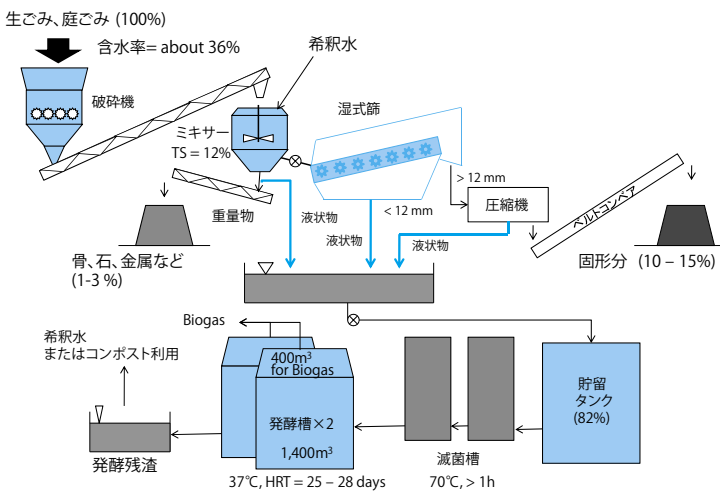 生ごみ、庭ごみ (100%)
含水率= about 36%
希釈水
破砕機
湿式篩
ミキサー
TS = 12%
> 12 mm
圧縮機
ベルトコンベア
重量物
液状物
液状物
< 12 mm
液状物
骨、石、金属など
(1-3 %)
固形分 (10 – 15%)
Biogas
希釈水
またはコンポスト利用
400m³
for Biogas
発酵槽×2
1,400m³
貯留
タンク
(82%)
発酵残渣
滅菌槽
37℃, HRT = 25 – 28 days
70℃, > 1h